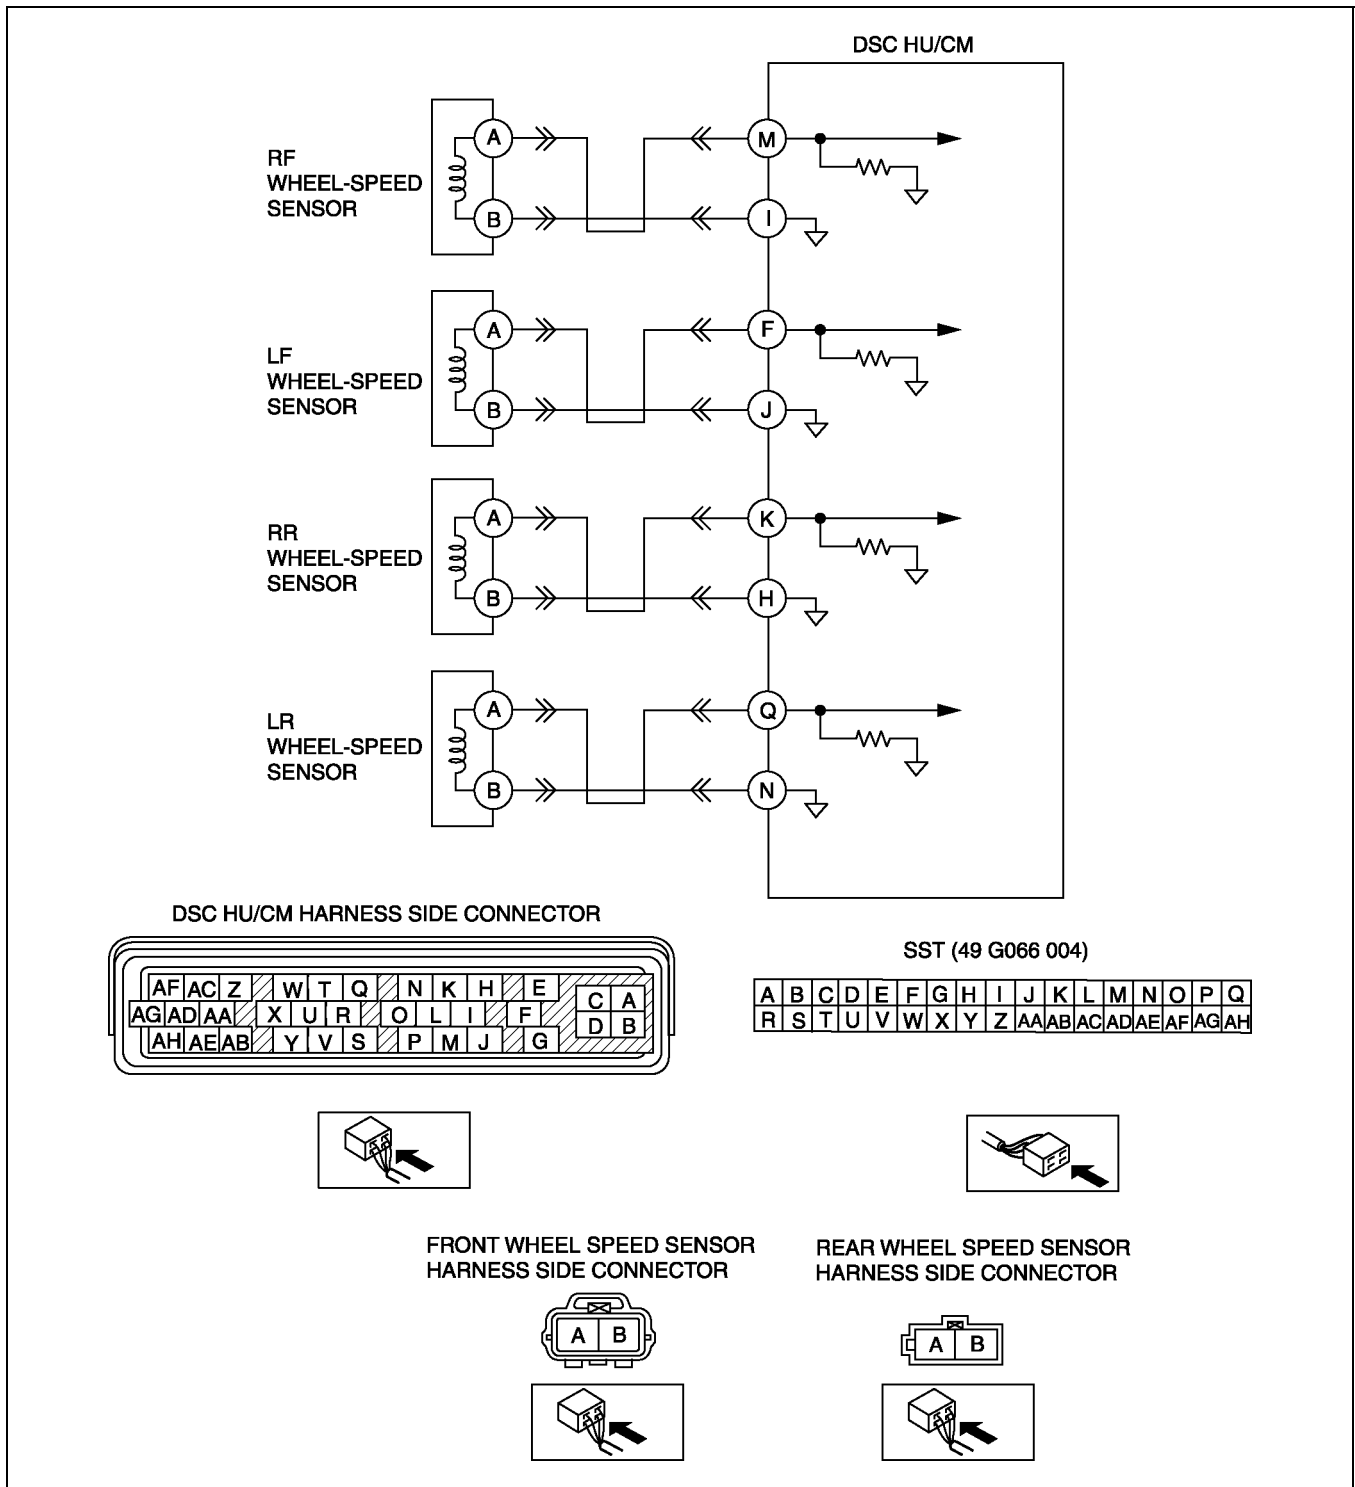 DSC HU/CM
RF
WHEEL-SPEED
SENSOR
A
B
M
I
LF
WHEEL-SPEED
SENSOR
A
B
F
J
RR
WHEEL-SPEED
SENSOR
A
B
K
H
LR
WHEEL-SPEED
SENSOR
A
B
Q
N
DSC HU/CM HARNESS SIDE CONNECTOR
AF AC Z W T Q N K H E
AG AD AA X U R O L I F
AH AE AB Y V S P M J G
C A
D B
SST (49 G066 004)
A B C D E F G H I J K L M N O P Q
R S T U V W X Y Z AA AB AC AD AE AF AG AH
FRONT WHEEL SPEED SENSOR
HARNESS SIDE CONNECTOR
A B
REAR WHEEL SPEED SENSOR
HARNESS SIDE CONNECTOR
A B